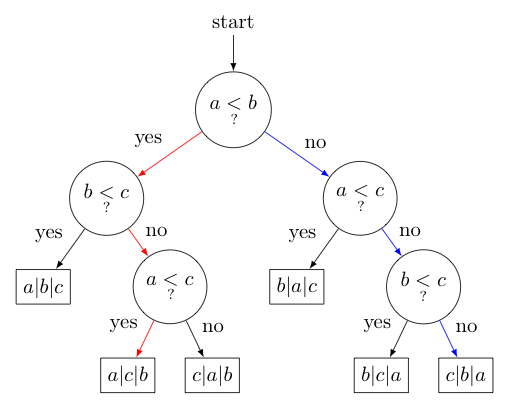 start
a < b
?
yes
no
b < c
?
a < c
?
yes
no
yes
no
a|b|c
a < c
?
b|a|c
b < c
?
yes
no
yes
no
a|c|b
c|a|b
b|c|a
c|b|a